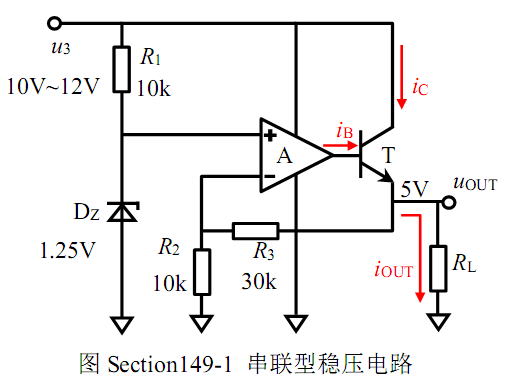 u3
10V~12V
R1
10k
iC
iB
A
T
5V
uOUT
DZ
1.25V
R2
10k
R3
30k
iOUT
RL
图 Section149-1 串联型稳压电路